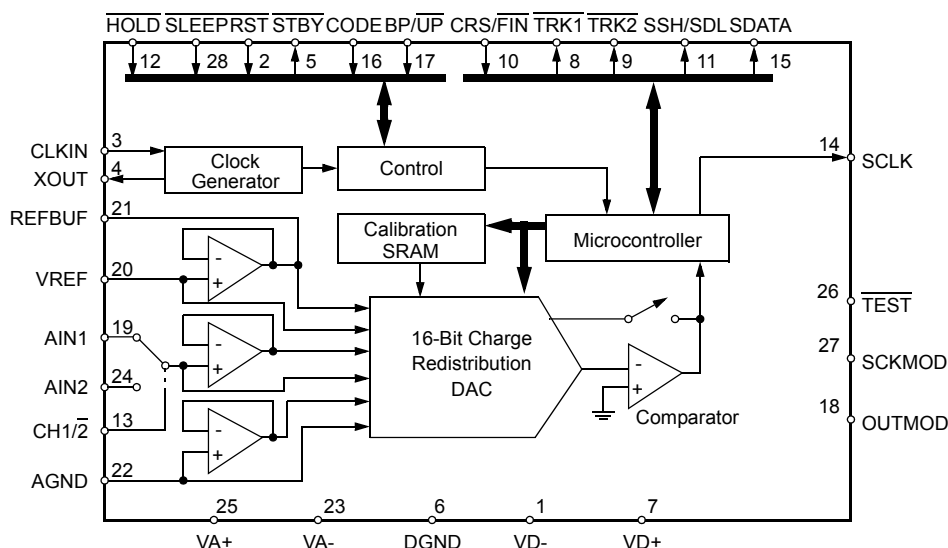 HOLD SLEEP RST STBY CODE BP/UP CRS/FIN TRK1 TRK2 SSH/SDL SDATA
12 28 2 5 16 17 10 8 9 11 15
CLKIN 3
XOUT 4
Clock Generator
Control
14 SCLK
REFBUF 21
Calibration SRAM
Microcontroller
VREF 20
- +
26 TEST
AIN1 19
- +
16-Bit Charge Redistribution DAC
- +
Comparator
27 SCKMOD
AIN2 24
CH1/2 13
- +
18 OUTMOD
AGND 22
25 23 6 1 7
VA+ VA- DGND VD- VD+